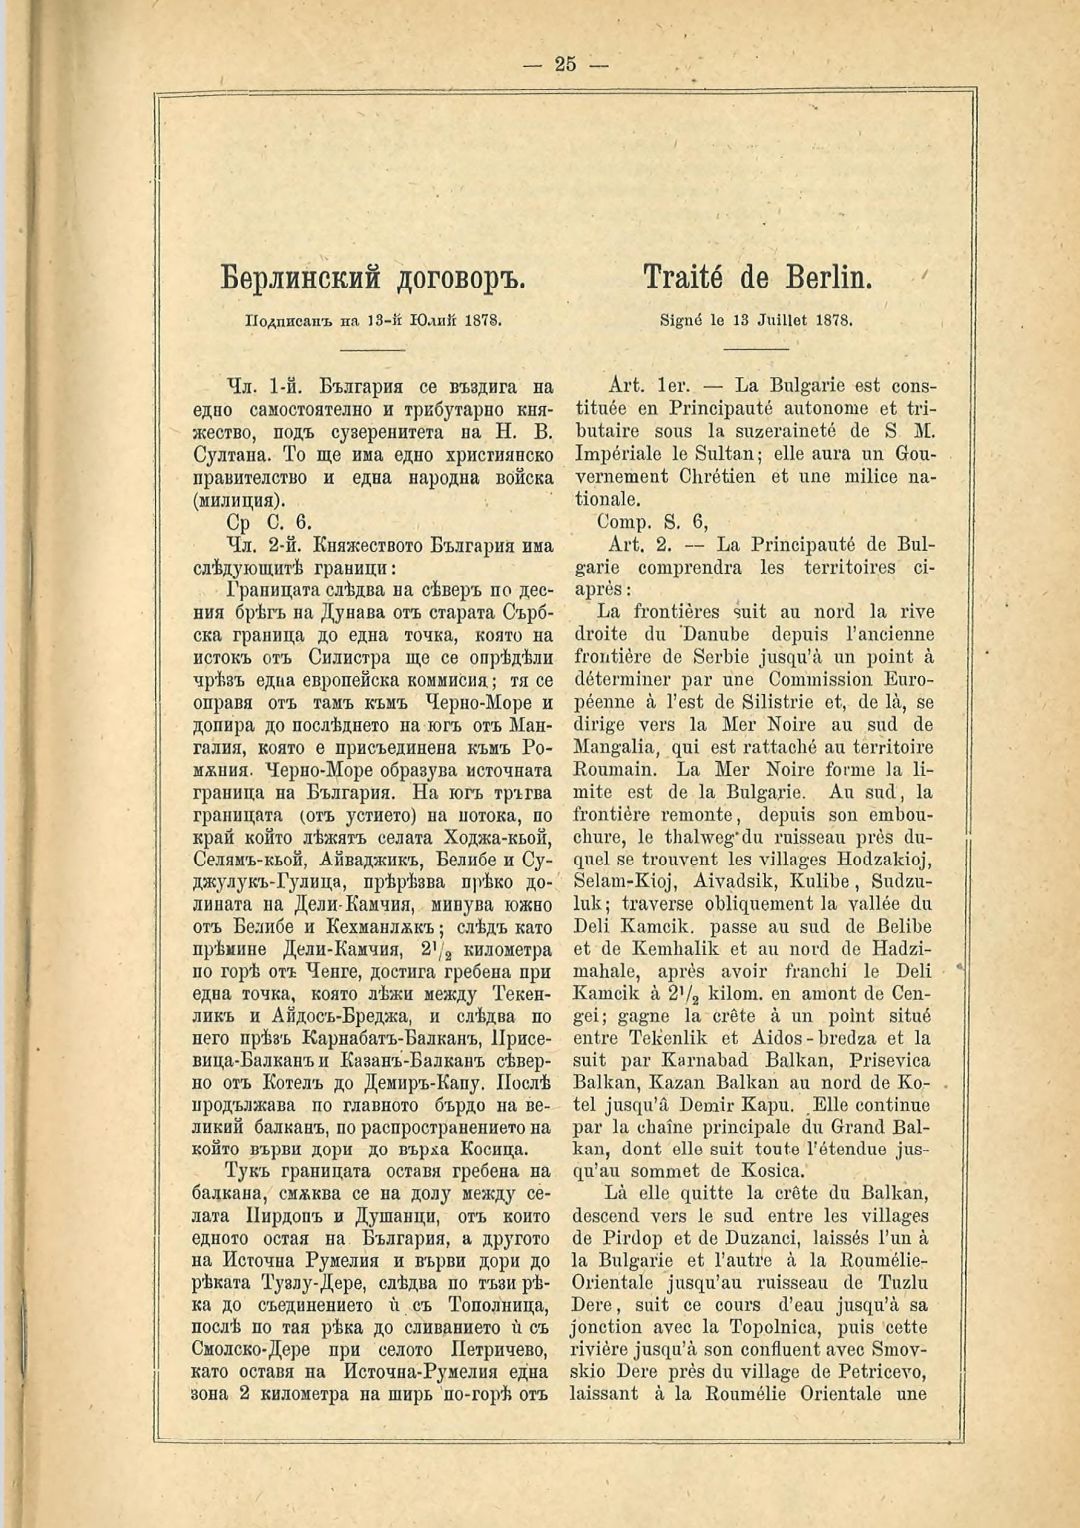 — 25 —
Берлинский договоръ.
Подписанъ на 13-й Юлий 1878.
Чл. 1-й. България се въздига на
едно самостоятелно и трибутарно кня-
жество, подъ сузеренитета на Н. В.
Султана. То ще има едно християнско
правителство и една народна войска
(милиция).
Ср С. 6.
Чл. 2-й. Княжеството България има
слѣдующитѣ граници:
Границата слѣдва на сѣверъ по дес-
ния брѣгъ на Дунава отъ старата Сърб-
ска граница до една точка, която на
истокъ отъ Силистра ще се опрѣдѣли
чрѣзъ една европейска коммисия; тя се
оправя отъ тамъ къмъ Черно-Море и
допира до послѣднето на югъ отъ Ман-
галия, която е присъединена къмъ Ро-
мѫния. Черно-Море образува источната
граница на България. На югъ тръгва
границата (отъ устието) на потока, по
край който лѣжятъ селата Ходжа-кьой,
Селямъ-кьой, Айваджикъ, Белибе и Су-
джулукъ-Гулица, прѣрѣзва прѣко до-
лината на Дели-Камчия, минува южно
отъ Белибе и Кехманлѫкъ; слѣдъ като
прѣмине Дели-Камчия, 2¹/₂ километра
по горѣ отъ Ченге, достига гребена при
една точка, която лѣжи между Текен-
ликъ и Айдосъ-Бреджа, и слѣдва по
него прѣзъ Карнабатъ-Балканъ, Присе-
вица-Балканъ и Казанъ-Балканъ сѣвер-
но отъ Котелъ до Демиръ-Капу. Послѣ
продължава по главното бърдо на ве-
ликий балканъ, по распространението на
който върви дори до върха Косица.
Тукъ границата оставя гребена на
балкана, смѫква се на долу между се-
лата Пирдопъ и Душанци, отъ които
едното остая на България, а другото
на Источна Румелия и върви дори до
рѣката Тузлу-Дере, слѣдва по тъзи рѣ-
ка до съединението ѝ съ Тополница,
послѣ по тая рѣка до сливанието ѝ съ
Смолско-Дере при селото Петричево,
като оставя на Источна-Румелия една
зона 2 километра на ширь по-горѣ отъ
Traité de Berlin.
Signé le 13 Juillet 1878.
Art. 1er. — La Bulgarie est cons-
tituée en Principauté autonome et tri-
butaire sous la suzeraineté de S M.
Impériale le Sultan; elle aura un Gou-
vernement Chrétien et une milice na-
tionale.
Comp. S. 6,
Art. 2. — La Principauté de Bul-
garie comprendra les territoires ci-
après:
La frontières suit au nord la rive
droite du Danube depuis l'ancienne
frontière de Serbie jusqu'à un point à
déterminer par une Commission Euro-
péenne à l'est de Silistrie et, de là, se
dirige vers la Mer Noire au sud de
Mangalia, qui est rattaché au territoire
Roumain. La Mer Noire forme la li-
mite est de la Bulgarie. Au sud, la
frontière remonte, depuis son embou-
chure, le thalweg du ruisseau près du-
quel se trouvent les villages Hodzakioj,
Selam-Kioj, Aivadsik, Kulibe, Sudzu-
luk; traverse obliquement la vallée du
Deli Kamcik. passe au sud de Belibe
et de Kemhalik et au nord de Hadzi-
mahale, après avoir franchi le Deli
Kamcik à 2¹/₂ kilom. en amont de Cen-
gei; gagne la crête à un point situé
entre Tekenlik et Aidos-bredza et la
suit par Karnabad Balkan, Prisevica
Balkan, Kazan Balkan au nord de Ko-
tel jusqu'à Demir Kapu. Elle continue
par la chaîne principale du Grand Bal-
kan, dont elle suit toute l'étendue jus-
qu'au sommet de Kosica.
Là elle quitte la crête du Balkan,
descend vers le sud entre les villages
de Pirdop et de Duzanci, laissés l'un à
la Bulgarie et l'autre à la Roumélie-
Orientale jusqu'au ruisseau de Tuzlu
Dere, suit ce cours d'eau jusqu'à sa
jonction avec la Topolnica, puis cette
rivière jusqu'à son confluent avec Smov-
skio Dere près du village de Petricevo,
laissant à la Roumélie Orientale une